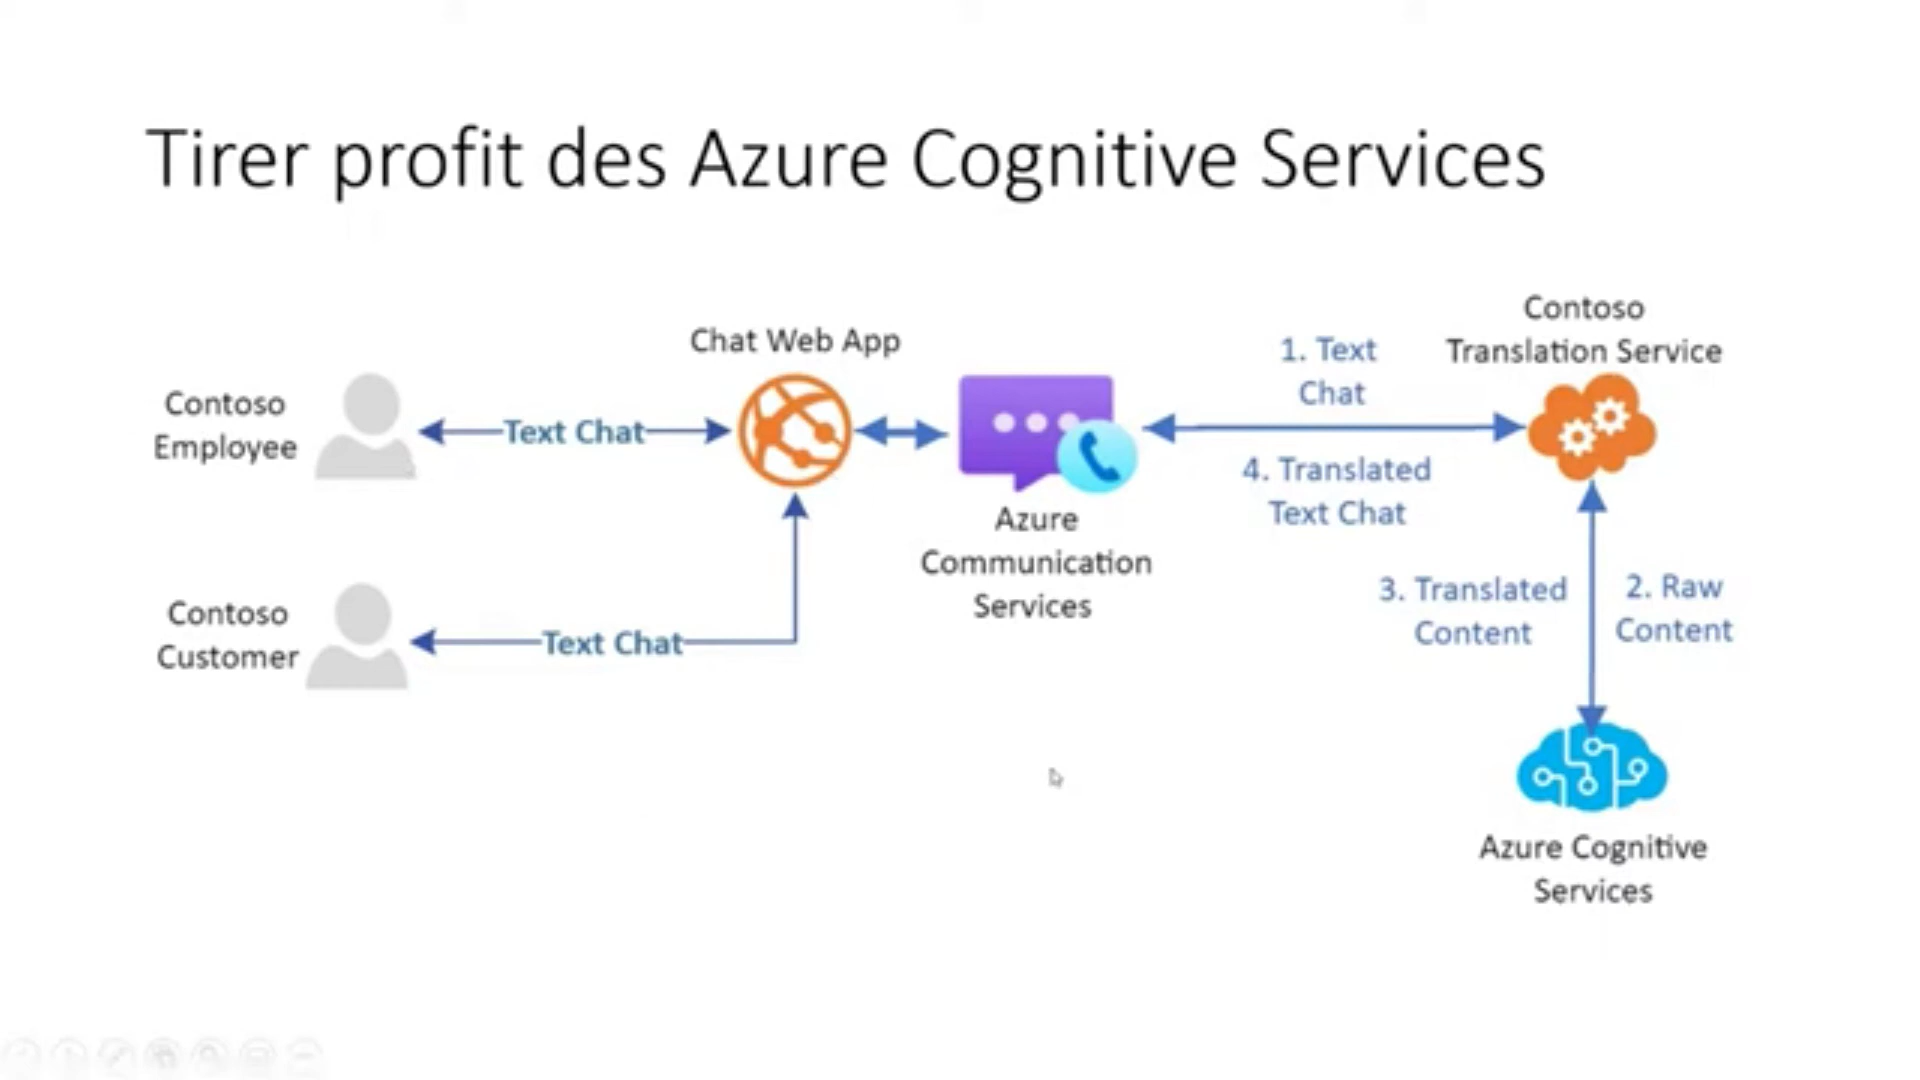 Tirer profit des Azure Cognitive Services
Contoso
Employee
Text Chat
Chat Web App
Contoso
Customer
Text Chat
Azure
Communication
Services
1. Text
Chat
4. Translated
Text Chat
Contoso
Translation Service
3. Translated
Content
2. Raw
Content
Azure Cognitive
Services